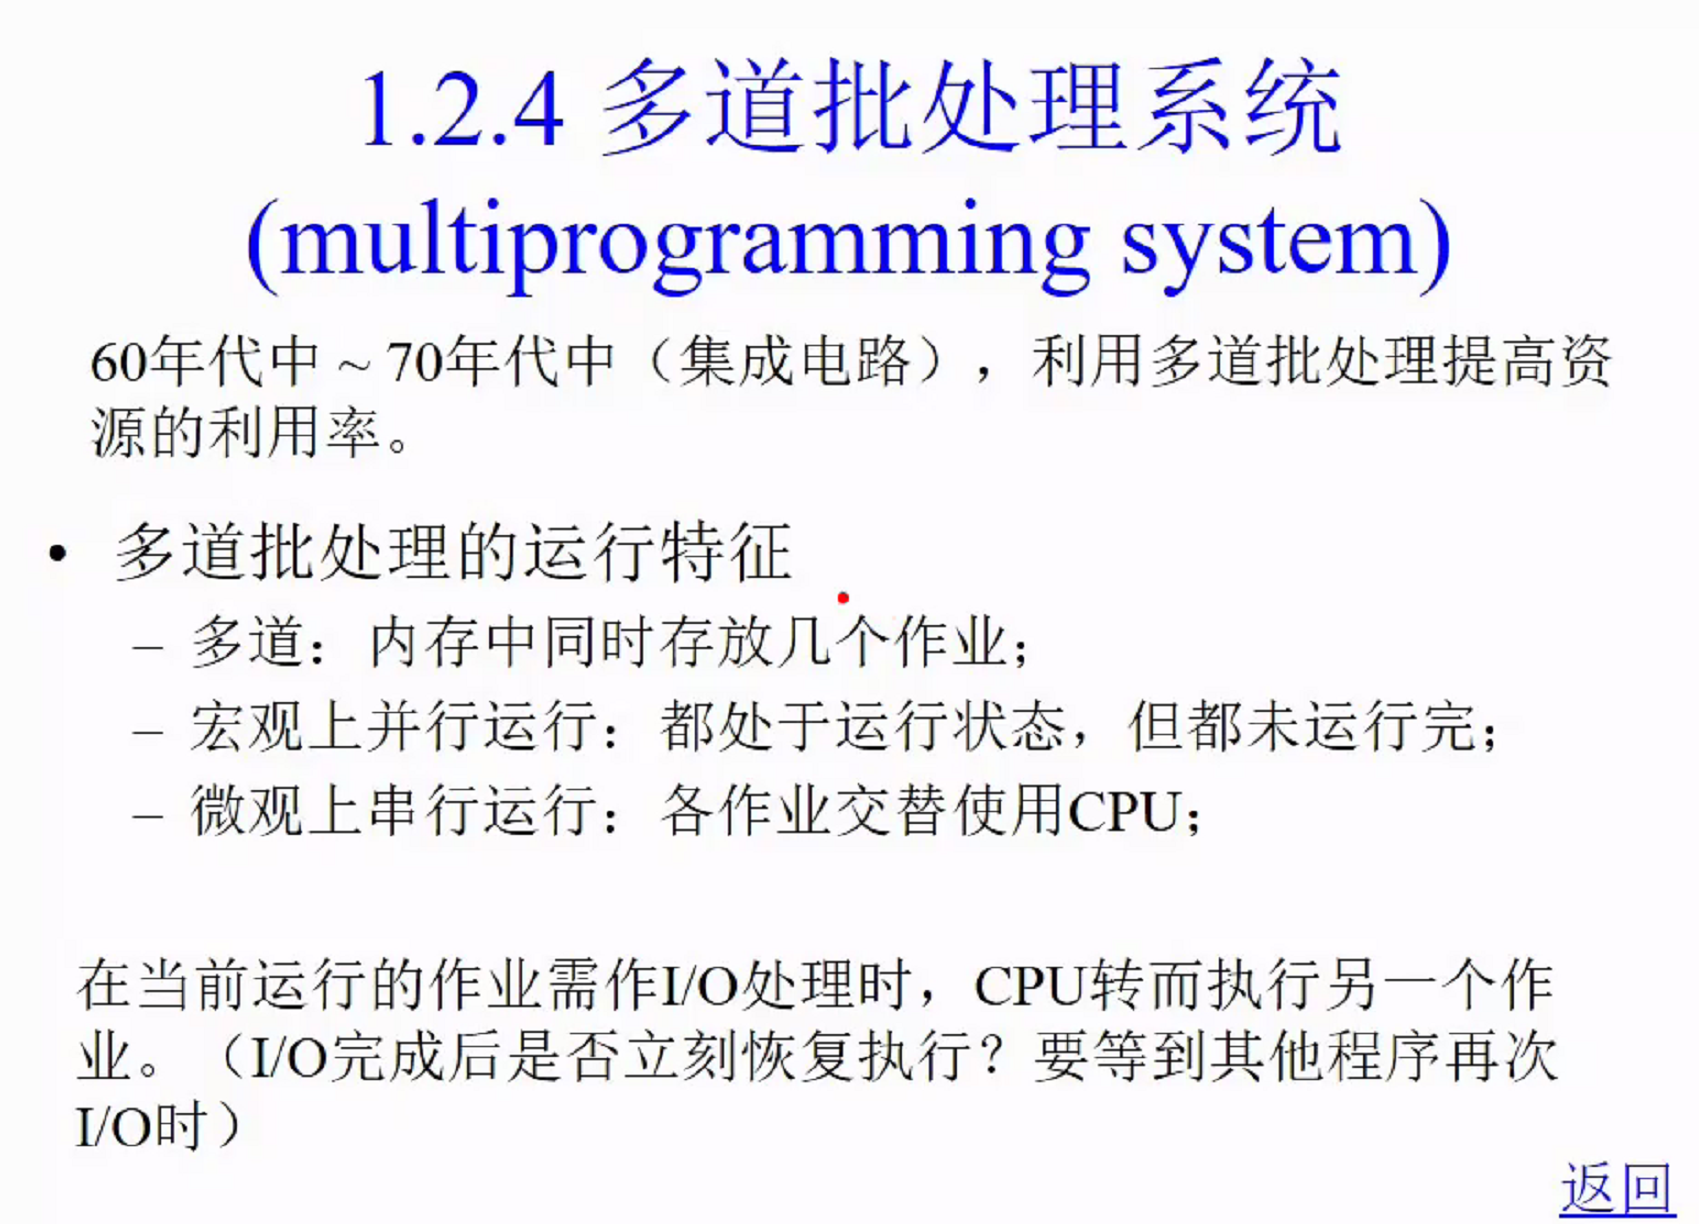 1.2.4 多道批处理系统
(multiprogramming system)
60年代中 ~ 70年代中（集成电路），利用多道批处理提高资
源的利用率。
• 多道批处理的运行特征
– 多道：内存中同时存放几个作业；
– 宏观上并行运行：都处于运行状态，但都未运行完；
– 微观上串行运行：各作业交替使用CPU；
在当前运行的作业需作I/O处理时，CPU转而执行另一个作
业。（I/O完成后是否立刻恢复执行？要等到其他程序再次
I/O时）
返回